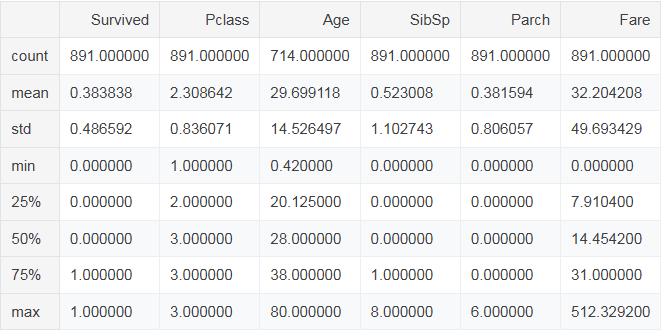 Survived Pclass Age SibSp Parch Fare
count 891.000000 891.000000 714.000000 891.000000 891.000000 891.000000
mean 0.383838 2.308642 29.699118 0.523008 0.381594 32.204208
std 0.486592 0.836071 14.526497 1.102743 0.806057 49.693429
min 0.000000 1.000000 0.420000 0.000000 0.000000 0.000000
25% 0.000000 2.000000 20.125000 0.000000 0.000000 7.910400
50% 0.000000 3.000000 28.000000 0.000000 0.000000 14.454200
75% 1.000000 3.000000 38.000000 1.000000 0.000000 31.000000
max 1.000000 3.000000 80.000000 8.000000 6.000000 512.329200